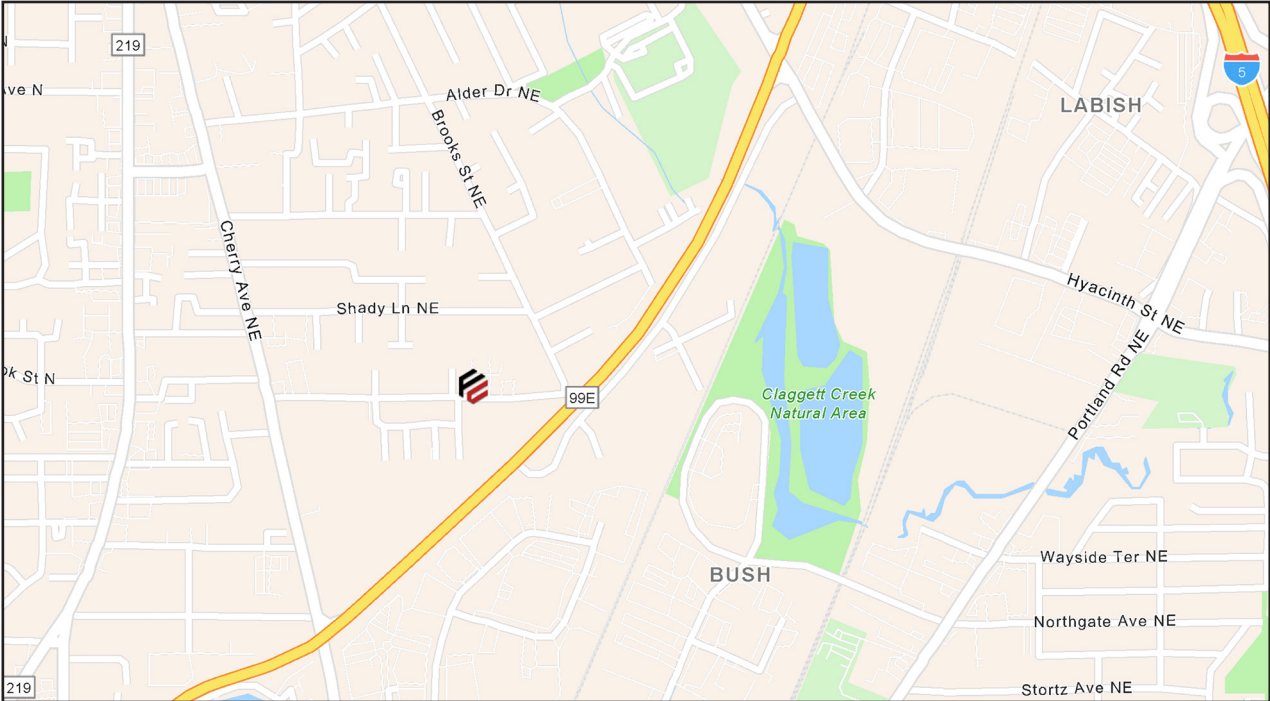 219
5
Ave N
Alder Dr NE
LABISH
Brooks St NE
Cherry Ave NE
Hyacinth St NE
Shady Ln NE
Portland Rd NE
ok St N
99E
Claggett Creek
Natural Area
Wayside Ter NE
BUSH
Northgate Ave NE
219
Stortz Ave NE